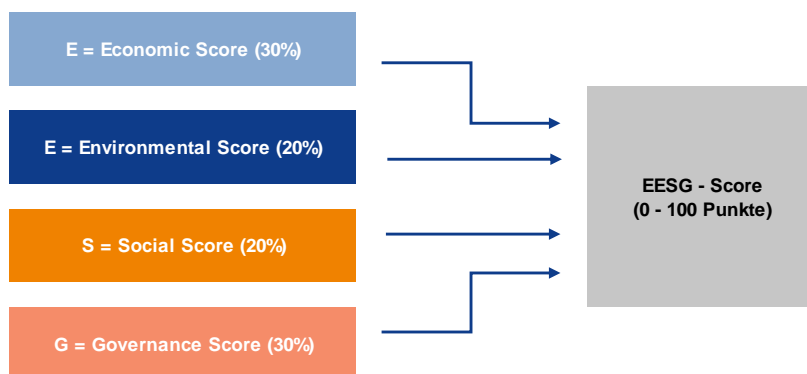 E = Economic Score (30%)
E = Environmental Score (20%)
S = Social Score (20%)
G = Governance Score (30%)
EESG - Score
(0 - 100 Punkte)